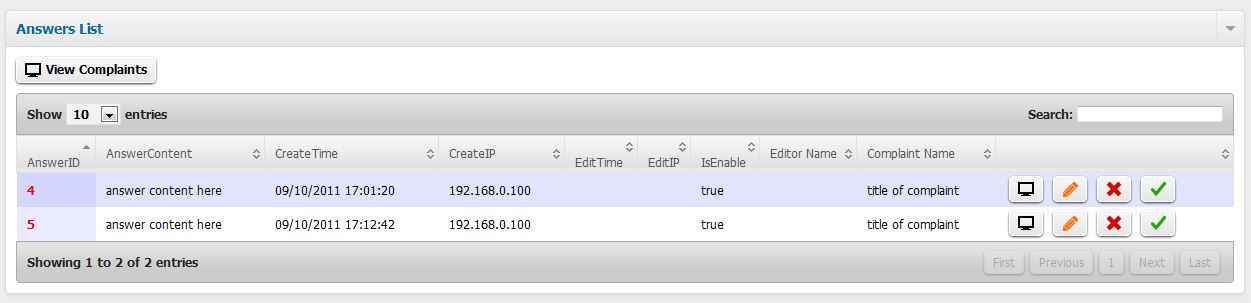 Answers List
View Complaints
Show 10 entries Search:
AnswerID AnswerContent CreateTime CreateIP EditTime EditIP IsEnable Editor Name Complaint Name
4 answer content here 09/10/2011 17:01:20 192.168.0.100 true title of complaint
5 answer content here 09/10/2011 17:12:42 192.168.0.100 true title of complaint
Showing 1 to 2 of 2 entries First Previous 1 Next Last